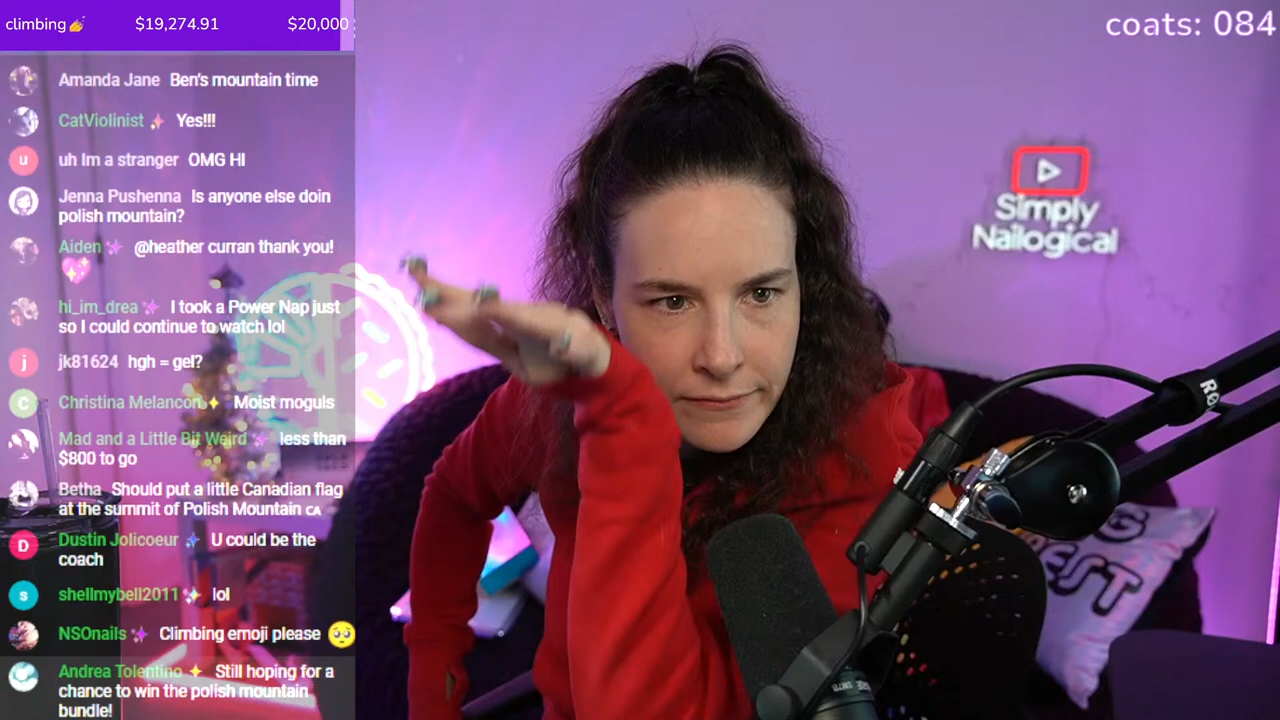 climbing💅 $19,274.91 $20,000
coats: 084
Amanda Jane Ben's mountain time
CatViolinist Yes!!!
u
uh Im a stranger OMG HI
Jenna Pushenna Is anyone else doin
polish mountain?
Aiden @heather curran thank you!
💖
hi_im_drea I took a Power Nap just
so I could continue to watch lol
j
jk81624 hgh = gel?
C
Christina Melancon Moist moguls
Mad and a Little Bit Weird less than
$800 to go
Betha Should put a little Canadian flag
at the summit of Polish Mountain CA
D
Dustin Jolicoeur U could be the
coach
s
shellmybell2011 lol
NSOnails Climbing emoji please 🥺
Andrea Tolentino Still hoping for a
chance to win the polish mountain
bundle!
Simply
Nailogical